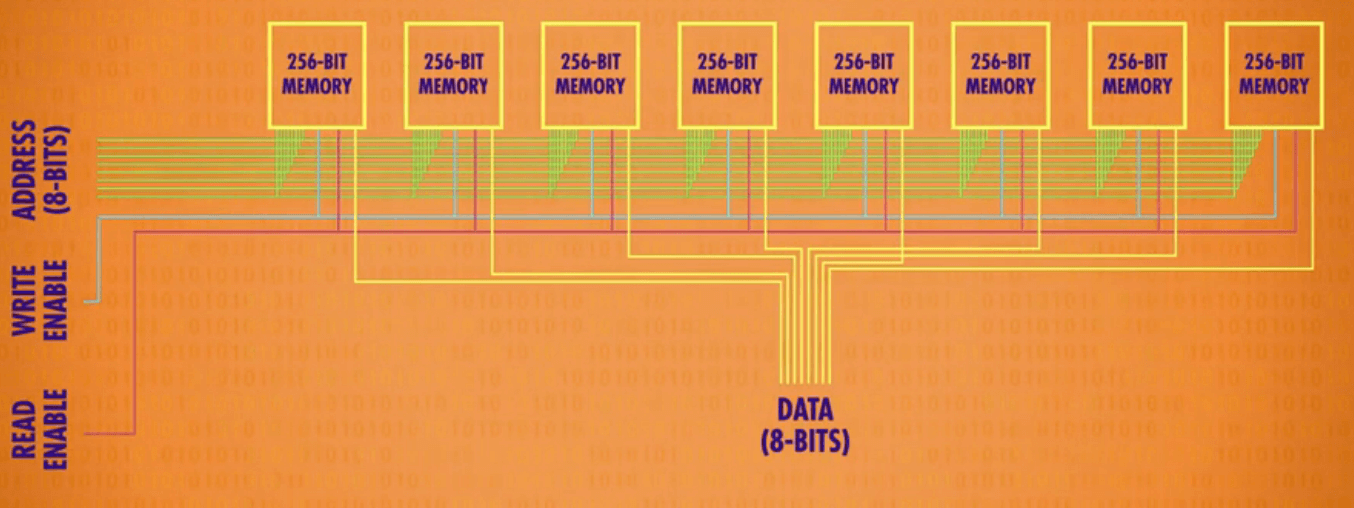 256-BIT
MEMORY
256-BIT
MEMORY
256-BIT
MEMORY
256-BIT
MEMORY
256-BIT
MEMORY
256-BIT
MEMORY
256-BIT
MEMORY
256-BIT
MEMORY
ADDRESS
(8-BITS)
WRITE
ENABLE
READ
ENABLE
DATA
(8-BITS)